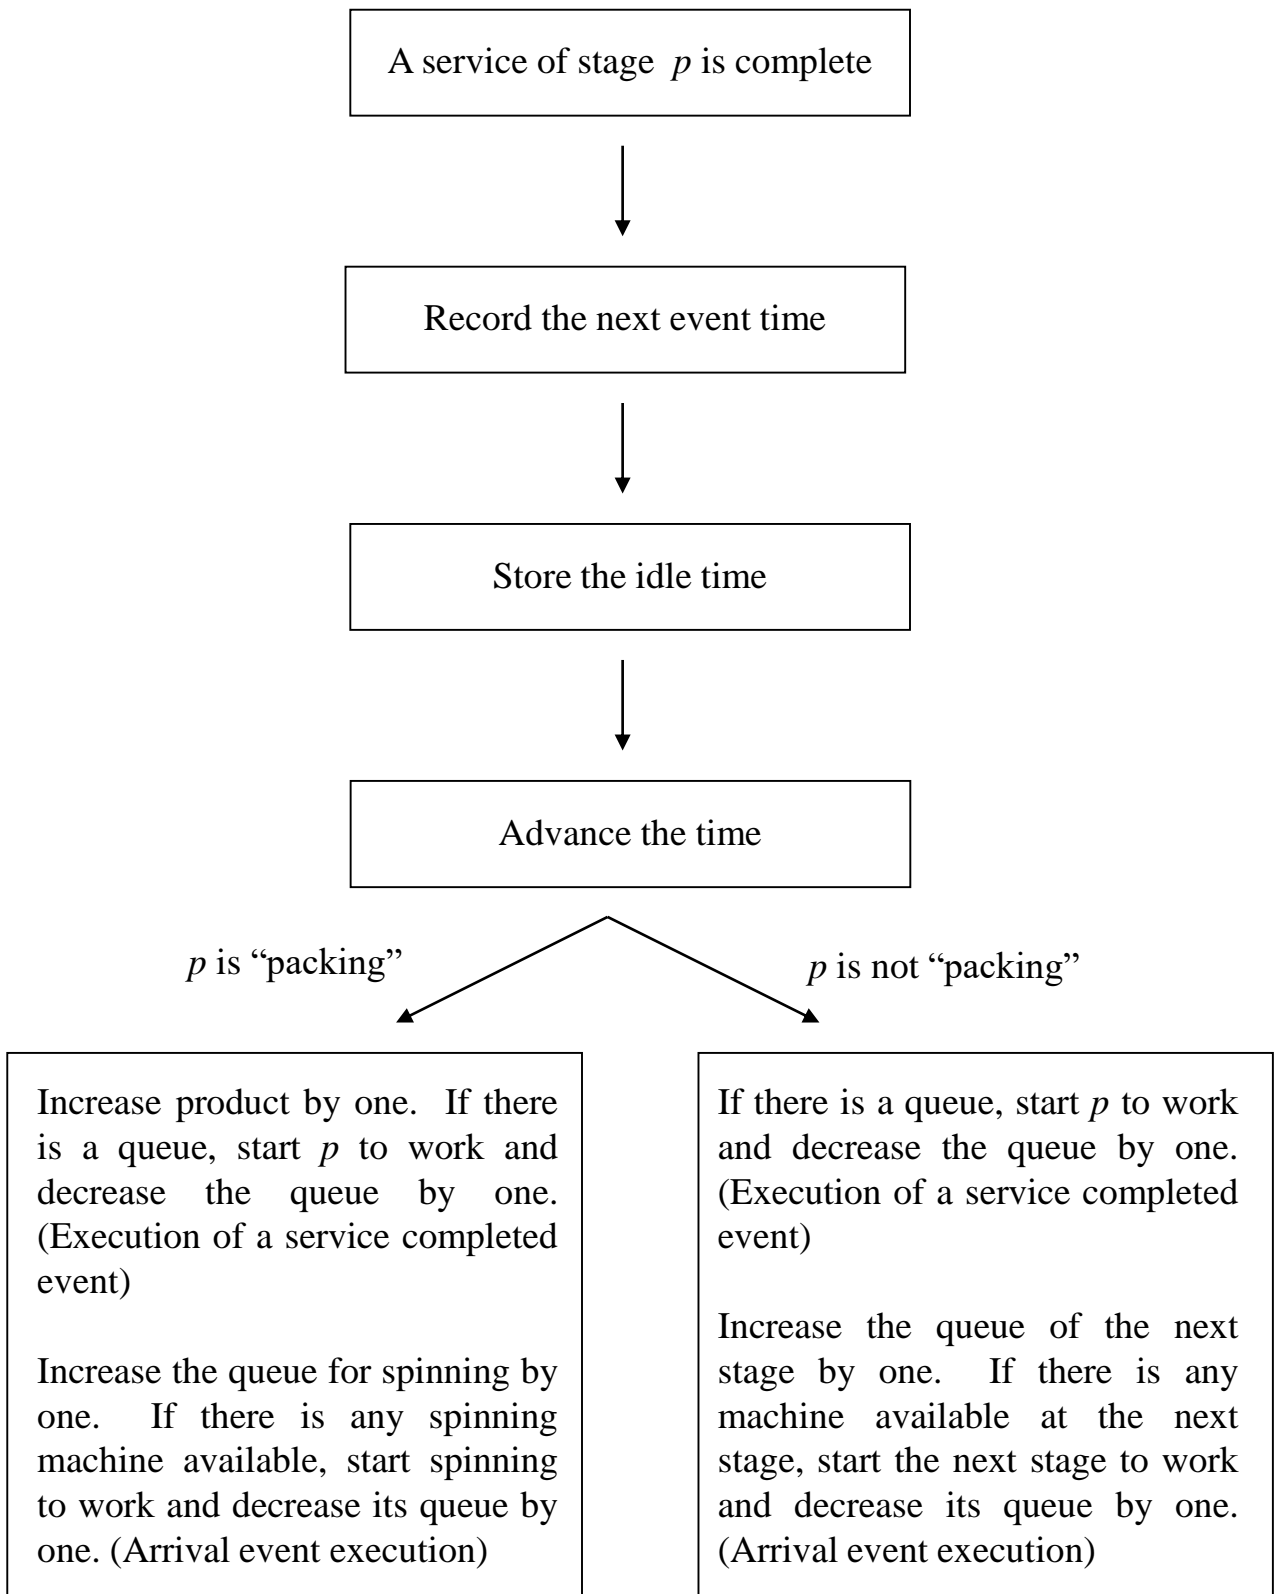 A service of stage p is complete
Record the next event time
Store the idle time
Advance the time
p is “packing”
p is not “packing”
Increase product by one. If there
is a queue, start p to work and
decrease the queue by one.
(Execution of a service completed
event)
Increase the queue for spinning by
one. If there is any spinning
machine available, start spinning
to work and decrease its queue by
one. (Arrival event execution)
If there is a queue, start p to work
and decrease the queue by one.
(Execution of a service completed
event)
Increase the queue of the next
stage by one. If there is any
machine available at the next
stage, start the next stage to work
and decrease its queue by one.
(Arrival event execution)